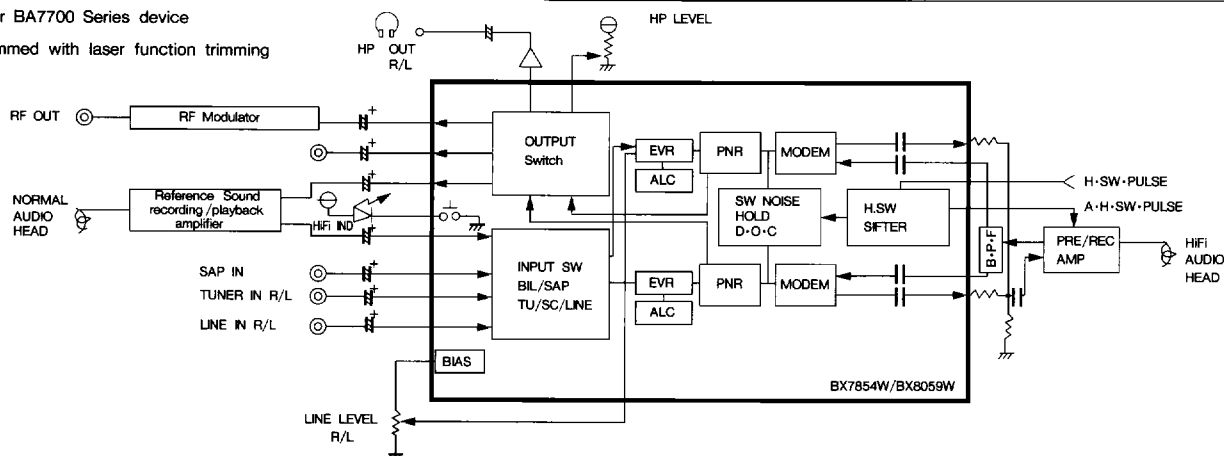 r BA7700 Series device
mmed with laser function trimming
HP LEVEL
HP OUT
R/L
RF OUT
RF Modulator
OUTPUT
Switch
EVR
ALC
PNR
MODEM
NORMAL
AUDIO
HEAD
Reference Sound
recording/playback
amplifier
HiFi IND
SW NOISE
HOLD
D·O·C
H.SW
SIFTER
H·SW·PULSE
A·H·SW·PULSE
B·P·F
PRE/REC
AMP
HiFi
AUDIO
HEAD
INPUT SW
BIL/SAP
TU/SC/LINE
SAP IN
TUNER IN R/L
LINE IN R/L
EVR
ALC
PNR
MODEM
BIAS
BX7854W/BX8059W
LINE LEVEL
R/L